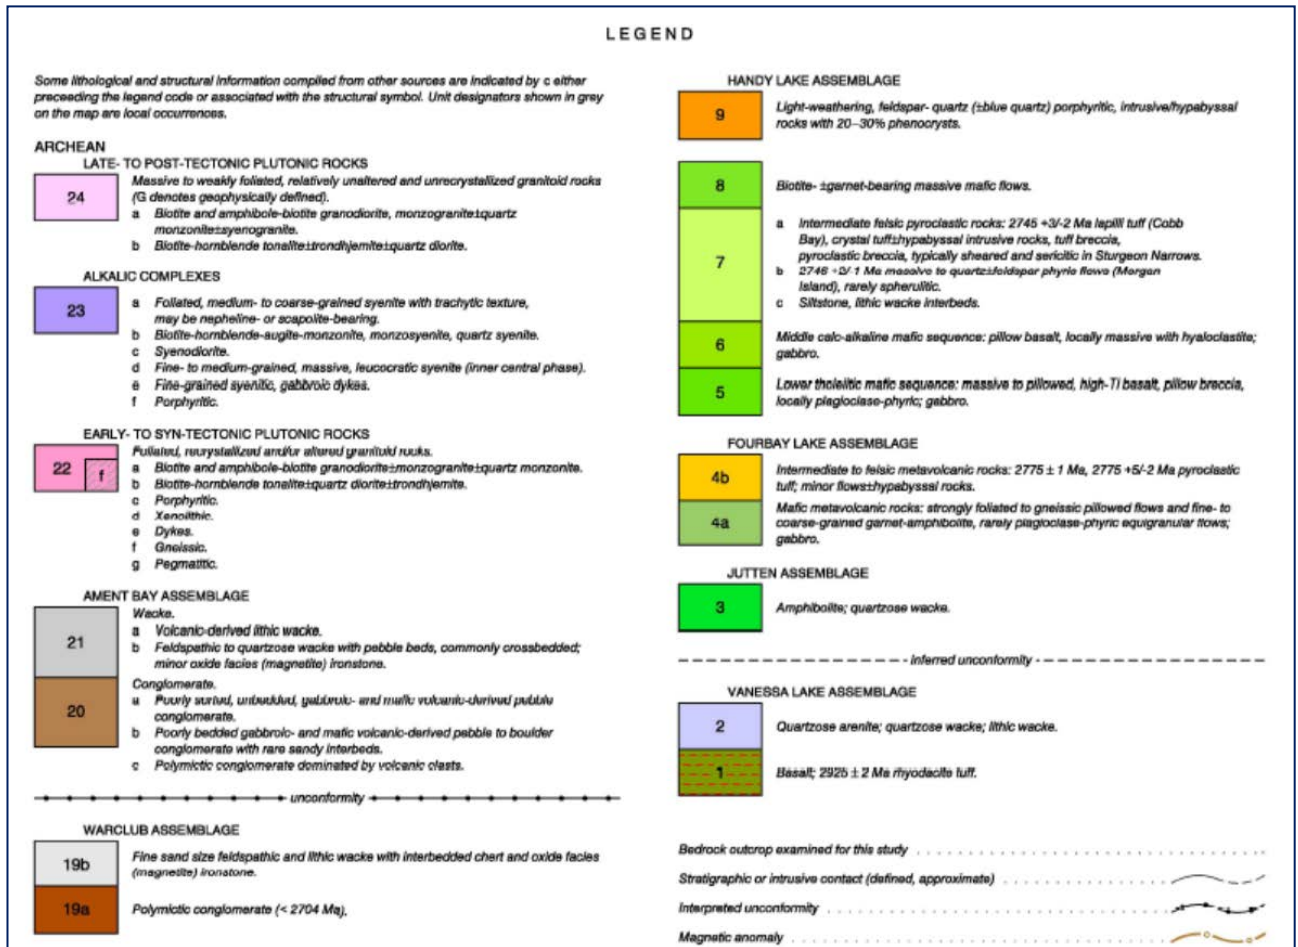 LEGEND
Some lithological and structural information compiled from other sources are indicated by c either
preceeding the legend code or associated with the structural symbol. Unit designators shown in grey
on the map are local occurrences.
ARCHEAN
LATE- TO POST-TECTONIC PLUTONIC ROCKS
24
Massive to weakly foliated, relatively unaltered and unrecrystallized granitoid rocks
(G denotes geophysically defined).
a Biotite and amphibole-biotite granodiorite, monzogranite±quartz
monzonite±syenogranite.
b Biotite-hornblende tonalite±trondhjemite±quartz diorite.
ALKALIC COMPLEXES
23
a Foliated, medium- to coarse-grained syenite with trachytic texture,
may be nepheline- or scapolite-bearing.
b Biotite-hornblende-augite-monzonite, monzosyenite, quartz syenite.
c Syenodiorite.
d Fine- to medium-grained, massive, leucocratic syenite (inner central phase).
e Fine-grained syenitic, gabbroic dykes.
f Porphyritic.
EARLY- TO SYN-TECTONIC PLUTONIC ROCKS
22 f
Foliated, recrystallized and/or altered granitoid rocks.
a Biotite and amphibole-biotite granodiorite±monzogranite±quartz monzonite.
b Biotite-hornblende tonalite±quartz diorite±trondhjemite.
c Porphyritic.
d Xenolithic.
e Dykes.
f Gneissic.
g Pegmatitic.
AMENT BAY ASSEMBLAGE
21
Wacke.
a Volcanic-derived lithic wacke.
b Feldspathic to quartzose wacke with pebble beds, commonly crossbedded;
minor oxide facies (magnetite) ironstone.
20
Conglomerate.
a Poorly sorted, unbedded, gabbroic- and mafic volcanic-derived pebble
conglomerate.
b Poorly bedded gabbroic- and mafic volcanic-derived pebble to boulder
conglomerate with rare sandy interbeds.
c Polymictic conglomerate dominated by volcanic clasts.
unconformity
WARCLUB ASSEMBLAGE
19b
Fine sand size feldspathic and lithic wacke with interbedded chert and oxide facies
(magnetite) ironstone.
19a
Polymictic conglomerate (< 2704 Ma).
HANDY LAKE ASSEMBLAGE
9
Light-weathering, feldspar- quartz (±blue quartz) porphyritic, intrusive/hypabyssal
rocks with 20–30% phenocrysts.
8
Biotite- ±garnet-bearing massive mafic flows.
7
a Intermediate felsic pyroclastic rocks: 2745 +3/-2 Ma lapilli tuff (Cobb
Bay), crystal tuff±hypabyssal intrusive rocks, tuff breccia,
pyroclastic breccia, typically sheared and sericitic in Sturgeon Narrows.
b 2746 +2/-1 Ma massive to quartz±feldspar phyric flows (Morgan
Island), rarely spherulitic.
c Siltstone, lithic wacke interbeds.
6
Middle calc-alkaline mafic sequence: pillow basalt, locally massive with hyaloclastite;
gabbro.
5
Lower tholeiitic mafic sequence: massive to pillowed, high-Ti basalt, pillow breccia,
locally plagioclase-phyric; gabbro.
FOURBAY LAKE ASSEMBLAGE
4b
Intermediate to felsic metavolcanic rocks: 2775 ± 1 Ma, 2775 +5/-2 Ma pyroclastic
tuff; minor flows±hypabyssal rocks.
4a
Mafic metavolcanic rocks: strongly foliated to gneissic pillowed flows and fine- to
coarse-grained garnet-amphibolite, rarely plagioclase-phyric equigranular flows;
gabbro.
JUTTEN ASSEMBLAGE
3
Amphibolite; quartzose wacke.
inferred unconformity
VANESSA LAKE ASSEMBLAGE
2
Quartzose arenite; quartzose wacke; lithic wacke.
1
Basalt; 2925 ± 2 Ma rhyodacite tuff.
Bedrock outcrop examined for this study
Stratigraphic or intrusive contact (defined, approximate)
Interpreted unconformity
Magnetic anomaly